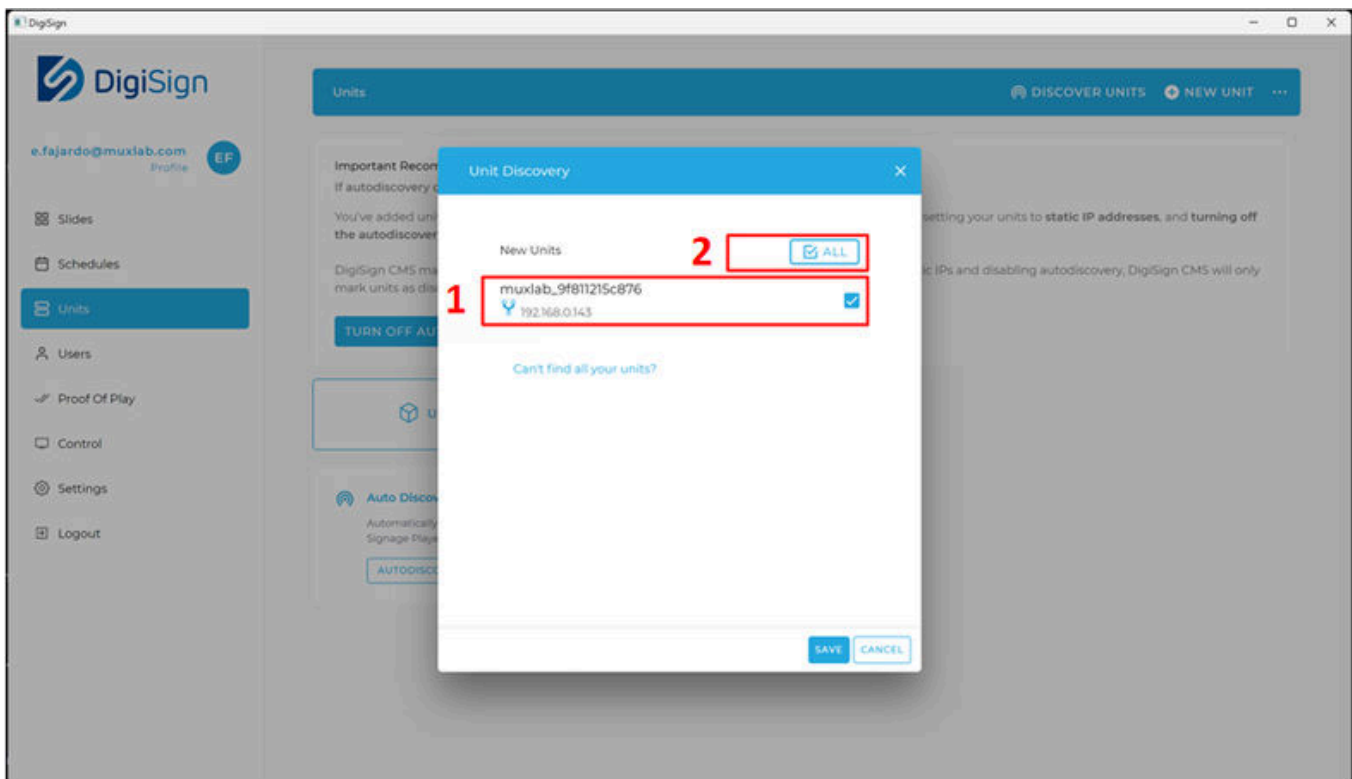 DigiSign
DigiSign
e.fajardo@muxlab.com
Profile
EF
Slides
Schedules
Units
Users
Proof Of Play
Control
Settings
Logout
Units
DISCOVER UNITS
NEW UNIT
Important Recom
If autodiscovery
You've added uni
setting your units to static IP addresses, and turning off
the autodiscover
DigiSign CMS ma
IPs and disabling autodiscovery, DigiSign CMS will only
mark units as dis
TURN OFF AU
U
Auto Discov
Automatically
Signage Playe
AUTODISCO
Unit Discovery
New Units
2
ALL
1
muxlab_9f811215c876
192.168.0.143
Can't find all your units?
SAVE
CANCEL